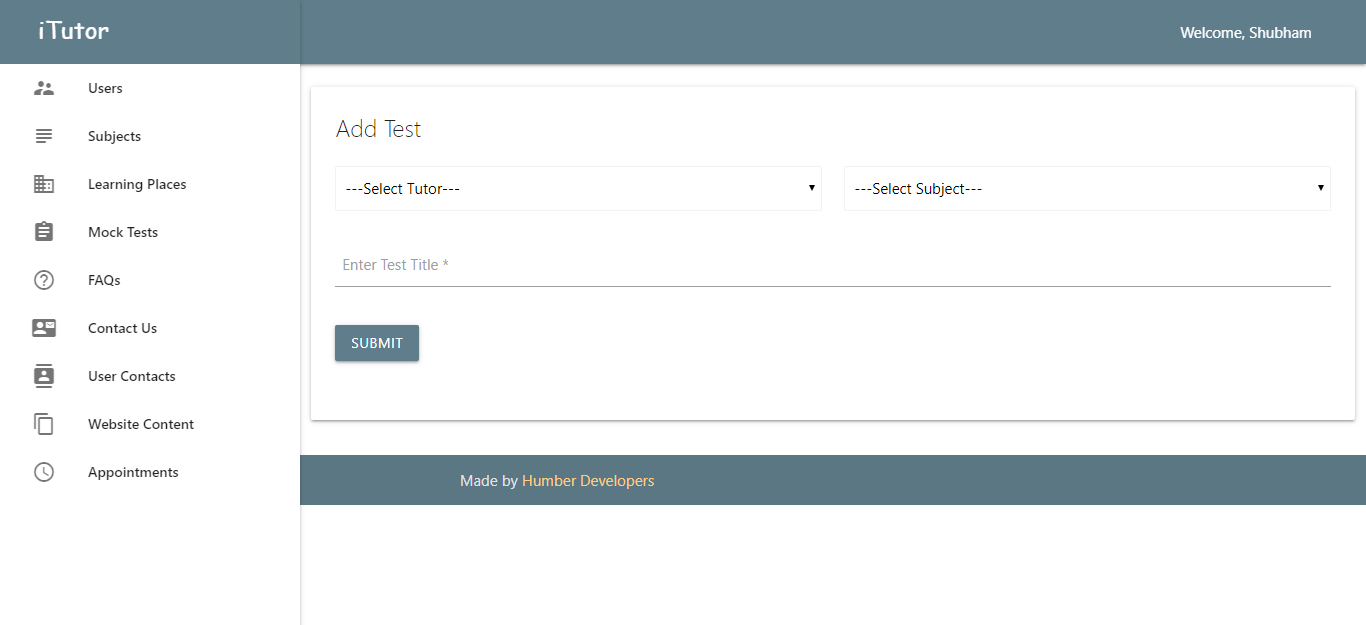 iTutor
Welcome, Shubham
Users
Subjects
Learning Places
Mock Tests
FAQs
Contact Us
User Contacts
Website Content
Appointments
Add Test
---Select Tutor---
---Select Subject---
Enter Test Title *
SUBMIT
Made by Humber Developers